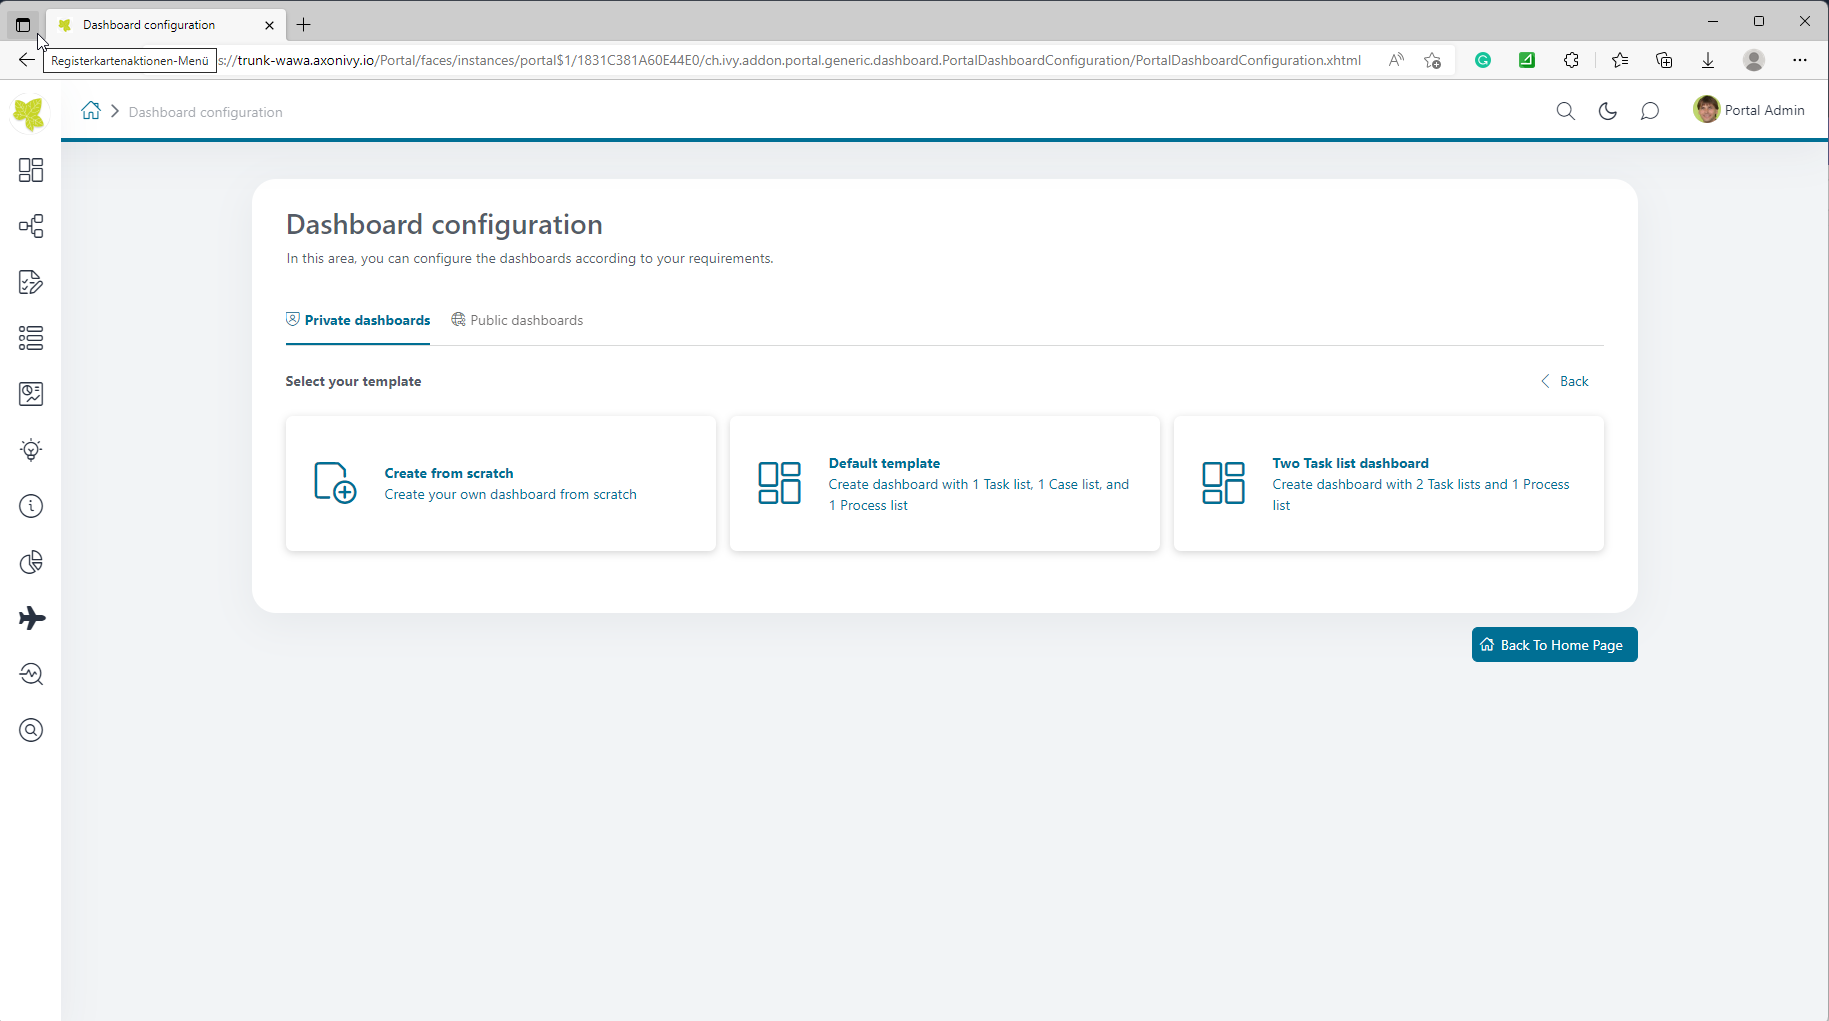 Dashboard configuration
Registerkartenaktionen-Menü
s://trunk-wawa.axonivy.io/Portal/faces/instances/portal$1/1831C381A60E44E0/ch.ivy.addon.portal.generic.dashboard.PortalDashboardConfiguration/PortalDashboardConfiguration.xhtml
Dashboard configuration
Portal Admin
Dashboard configuration
In this area, you can configure the dashboards according to your requirements.
Private dashboards
Public dashboards
Select your template
Back
Create from scratch
Create your own dashboard from scratch
Default template
Create dashboard with 1 Task list, 1 Case list, and
1 Process list
Two Task list dashboard
Create dashboard with 2 Task lists and 1 Process
list
Back To Home Page